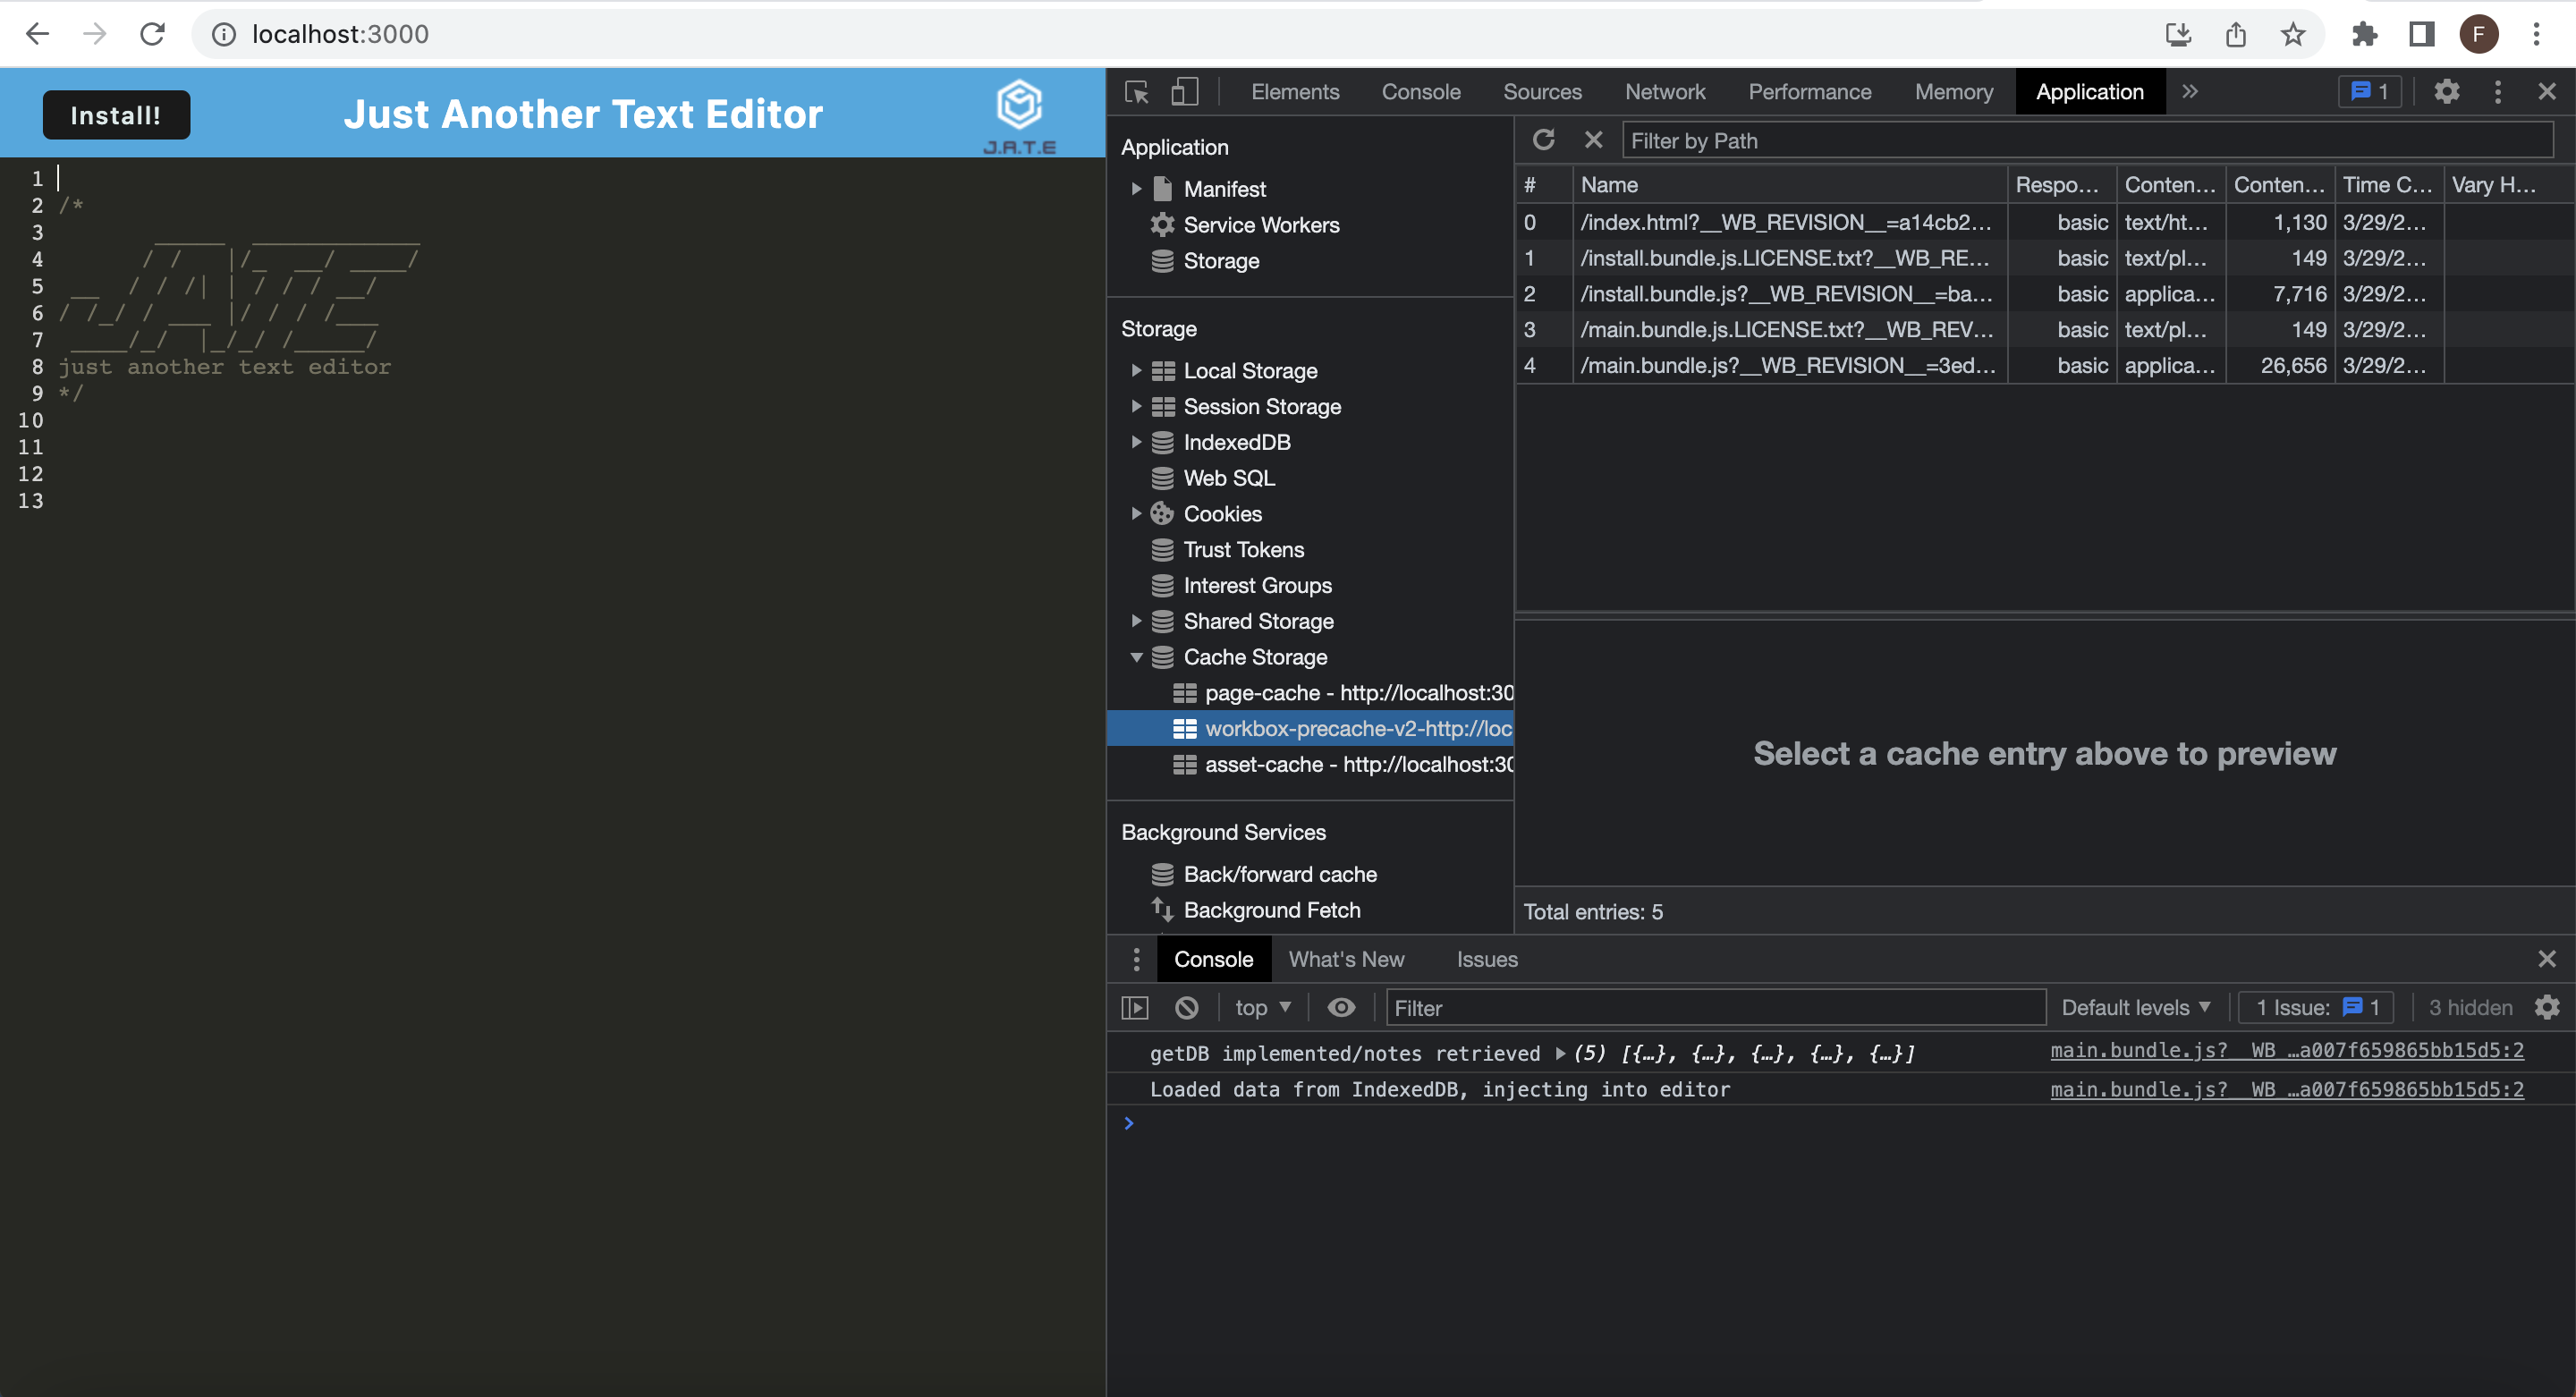 localhost:3000
F
Install!
Just Another Text Editor
J.A.T.E
1
2 /*
3      _____  ____________
4       / /   |/_  __/ ____/
5  __  / / /| | / / / __/
6 / /_/ / ___ |/ / / /___
7  ____/_/  |_/_/ /_____/
8 just another text editor
9 */
10
11
12
13
Elements Console Sources Network Performance Memory Application » 1
Application
Manifest
Service Workers
Storage
Storage
Local Storage
Session Storage
IndexedDB
Web SQL
Cookies
Trust Tokens
Interest Groups
Shared Storage
Cache Storage
page-cache - http://localhost:30
workbox-precache-v2-http://loc
asset-cache - http://localhost:30
Background Services
Back/forward cache
Background Fetch
Filter by Path
# Name Respo... Conten... Conten... Time C... Vary H...
0 /index.html?__WB_REVISION__=a14cb2... basic text/ht... 1,130 3/29/2...
1 /install.bundle.js.LICENSE.txt?__WB_RE... basic text/pl... 149 3/29/2...
2 /install.bundle.js?__WB_REVISION__=ba... basic applica... 7,716 3/29/2...
3 /main.bundle.js.LICENSE.txt?__WB_REV... basic text/pl... 149 3/29/2...
4 /main.bundle.js?__WB_REVISION__=3ed... basic applica... 26,656 3/29/2...
Select a cache entry above to preview
Total entries: 5
Console What's New Issues
top Filter Default levels 1 Issue: 1 3 hidden
getDB implemented/notes retrieved (5) [{…}, {…}, {…}, {…}, {…}] main.bundle.js?__WB_…a007f659865bb15d5:2
Loaded data from IndexedDB, injecting into editor main.bundle.js?__WB_…a007f659865bb15d5:2